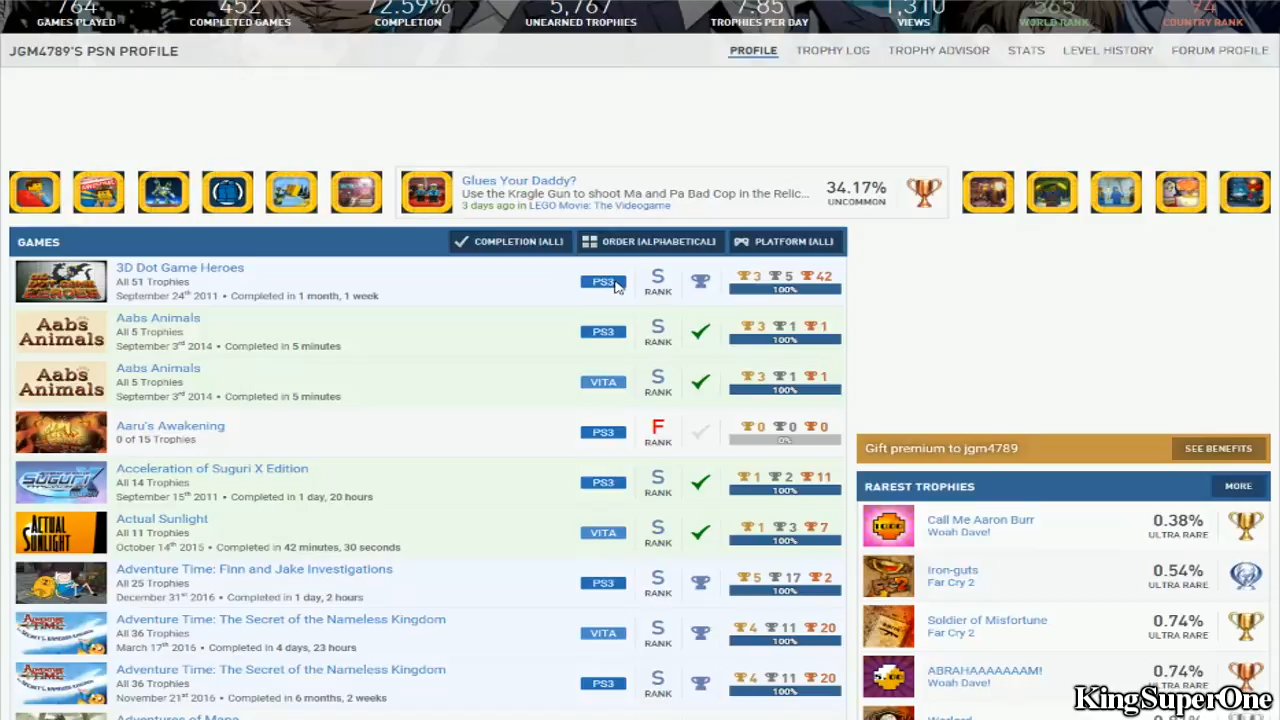 764 452 72.59% 5,767 7.85 1,310 565 74
GAMES PLAYED COMPLETED GAMES COMPLETION UNEARNED TROPHIES TROPHIES PER DAY VIEWS WORLD RANK COUNTRY RANK
JGM4789'S PSN PROFILE PROFILE TROPHY LOG TROPHY ADVISOR STATS LEVEL HISTORY FORUM PROFILE
Glues Your Daddy?
Use the Kragle Gun to shoot Ma and Pa Bad Cop in the Relic...
3 days ago in LEGO Movie: The Videogame
34.17%
UNCOMMON
GAMES COMPLETION (ALL) ORDER (ALPHABETICAL) PLATFORM (ALL)
3D Dot Game Heroes
All 51 Trophies
September 24th 2011 • Completed in 1 month, 1 week
PS3 S RANK 3 5 42
100%
Aabs Animals
Aabs Animals
All 5 Trophies
September 3rd 2014 • Completed in 5 minutes
PS3 S RANK 3 1 1
100%
Aabs Animals
Aabs Animals
All 5 Trophies
September 3rd 2014 • Completed in 5 minutes
VITA S RANK 3 1 1
100%
Aaru's Awakening
0 of 15 Trophies
PS3 F RANK 0 0 0
0%
SUGURI X
Acceleration of Suguri X Edition
All 14 Trophies
September 15th 2011 • Completed in 1 day, 20 hours
PS3 S RANK 1 2 11
100%
ACTUAL SUNLIGHT
Actual Sunlight
All 11 Trophies
October 14th 2015 • Completed in 42 minutes, 30 seconds
VITA S RANK 1 3 7
100%
Adventure Time: Finn and Jake Investigations
All 25 Trophies
December 31st 2016 • Completed in 1 day, 2 hours
PS3 S RANK 5 17 2
100%
Adventure Time: The Secret of the Nameless Kingdom
All 36 Trophies
March 17th 2016 • Completed in 4 days, 23 hours
VITA S RANK 4 11 20
100%
Adventure Time: The Secret of the Nameless Kingdom
All 36 Trophies
November 21st 2016 • Completed in 6 months, 2 weeks
PS3 S RANK 4 11 20
100%
Adventures of Mana
Gift premium to jgm4789 SEE BENEFITS
RAREST TROPHIES MORE
Call Me Aaron Burr
Woah Dave!
0.38%
ULTRA RARE
Iron-guts
Far Cry 2
0.54%
ULTRA RARE
Soldier of Misfortune
Far Cry 2
0.74%
ULTRA RARE
ABRAHAAAAAAM!
Woah Dave!
0.74%
ULTRA RARE
Warlord
KingSuperOne